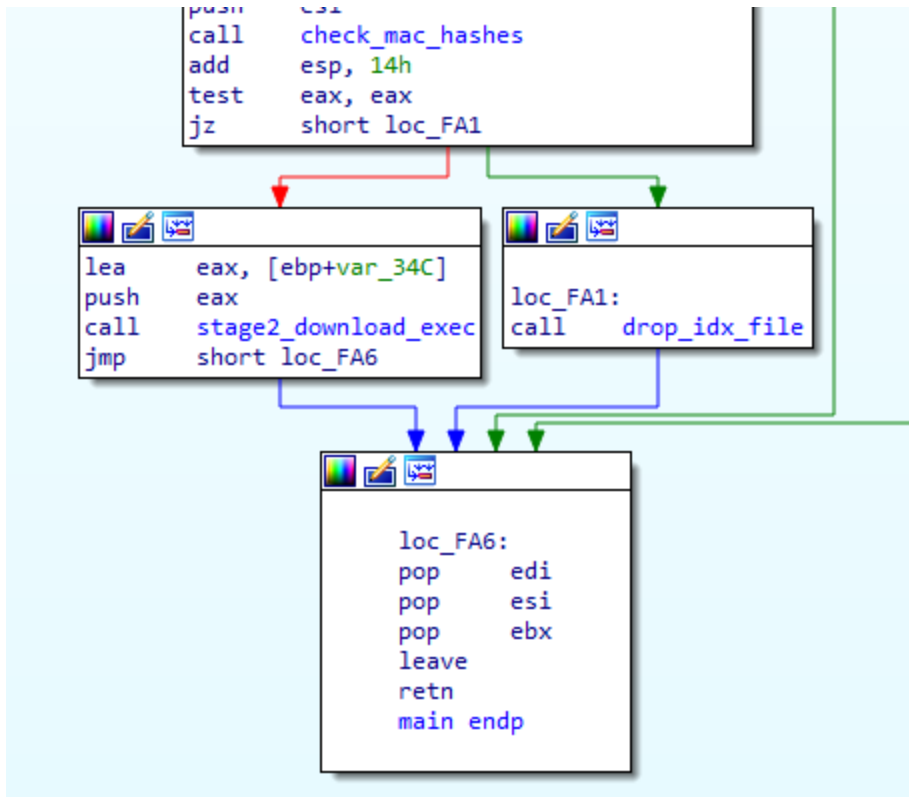 call check_mac_hashes
add esp, 14h
test eax, eax
jz short loc_FA1
lea eax, [ebp+var_34C]
push eax
call stage2_download_exec
jmp short loc_FA6
loc_FA1:
call drop_idx_file
loc_FA6:
pop edi
pop esi
pop ebx
leave
retn
main endp